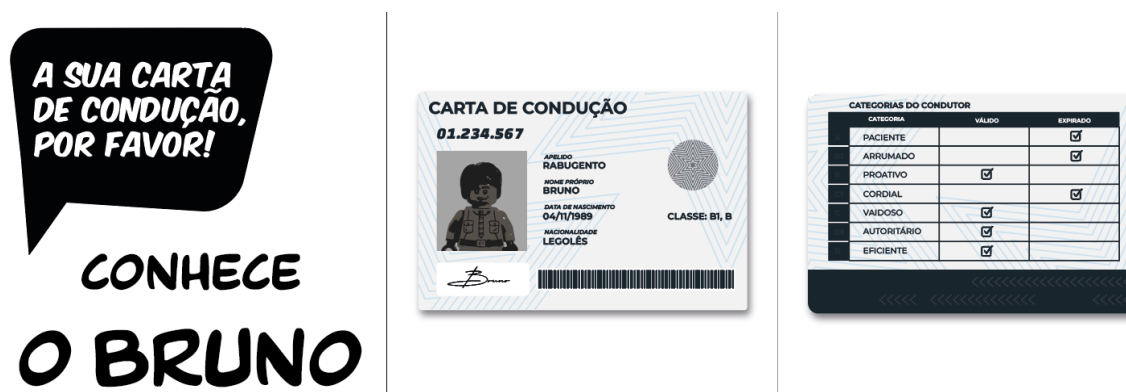 A SUA CARTA
DE CONDUÇÃO,
POR FAVOR!
CONHECE
O BRUNO
CARTA DE CONDUÇÃO
01.234.567
APELIDO
RABUGENTO
NOME PRÓPRIO
BRUNO
DATA DE NASCIMENTO
04/11/1989
NACIONALIDADE
LEGOLÊS
CLASSE: B1, B
Bruno
CATEGORIAS DO CONDUTOR
CATEGORIA VÁLIDO EXPIRADO
PACIENTE
ARRUMADO
PROATIVO
CORDIAL
VAIDOSO
AUTORITÁRIO
EFICIENTE